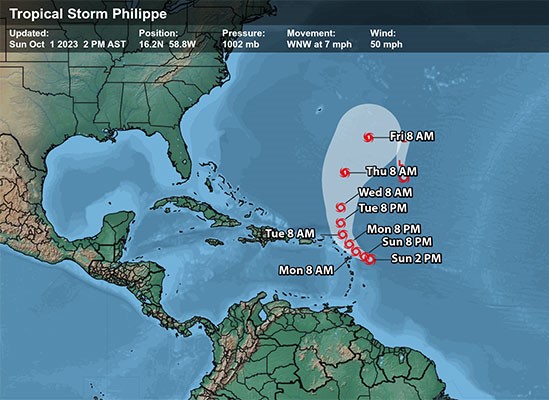 Tropical Storm Philippe
Updated: Position: Pressure: Movement: Wind:
Sun Oct 1 2023 2 PM AST 16.2N 58.8W 1002 mb WNW at 7 mph 50 mph
Fri 8 AM
Thu 8 AM
Wed 8 AM
Tue 8 PM
Tue 8 AM
Mon 8 PM
Sun 8 PM
Sun 2 PM
Mon 8 AM